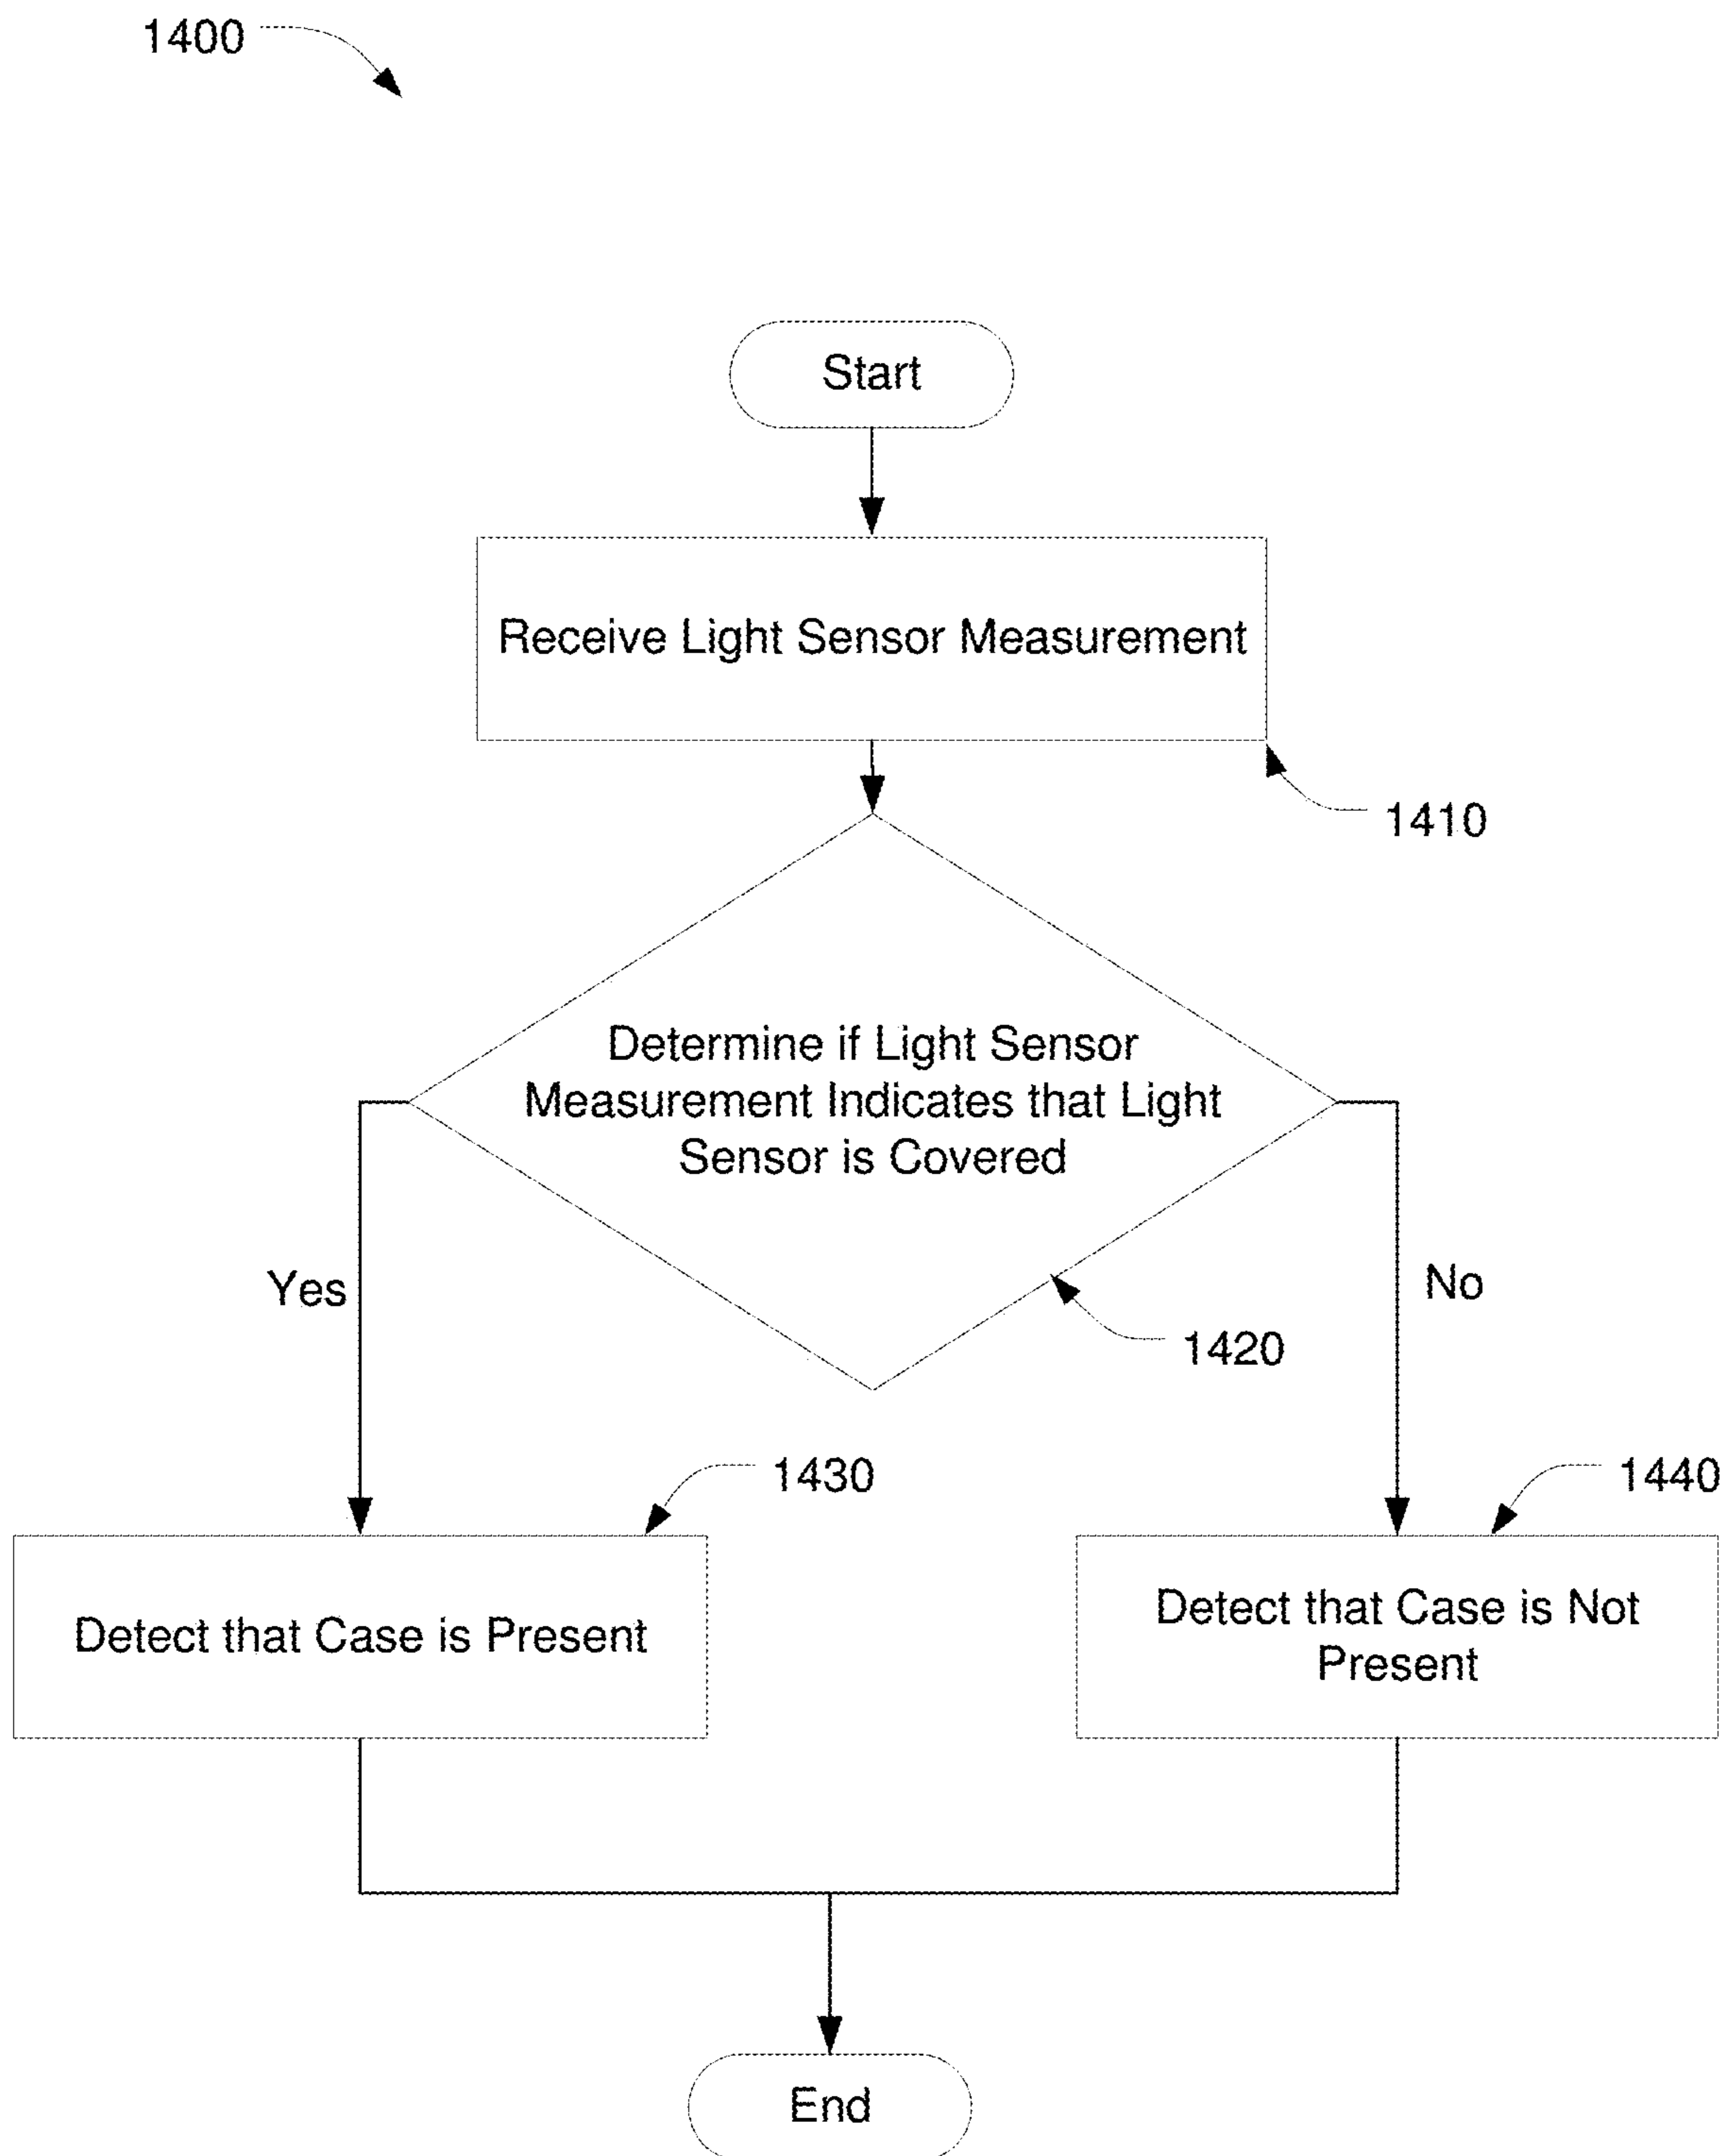 1400
Start
Receive Light Sensor Measurement
1410
Determine if Light Sensor
Measurement Indicates that Light
Sensor is Covered
Yes
No
1420
1430
1440
Detect that Case is Present
Detect that Case is Not
Present
End